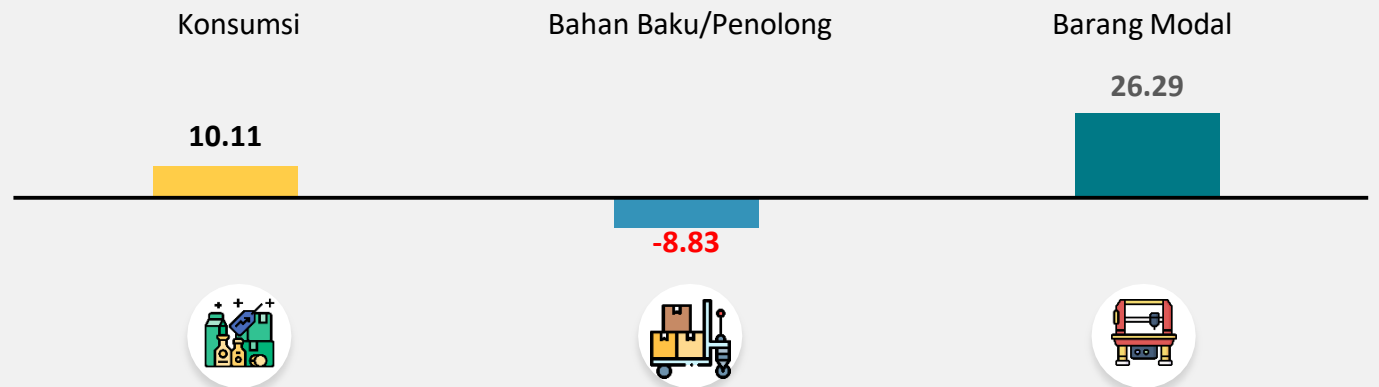 Konsumsi
Bahan Baku/Penolong
Barang Modal
10.11
-8.83
26.29